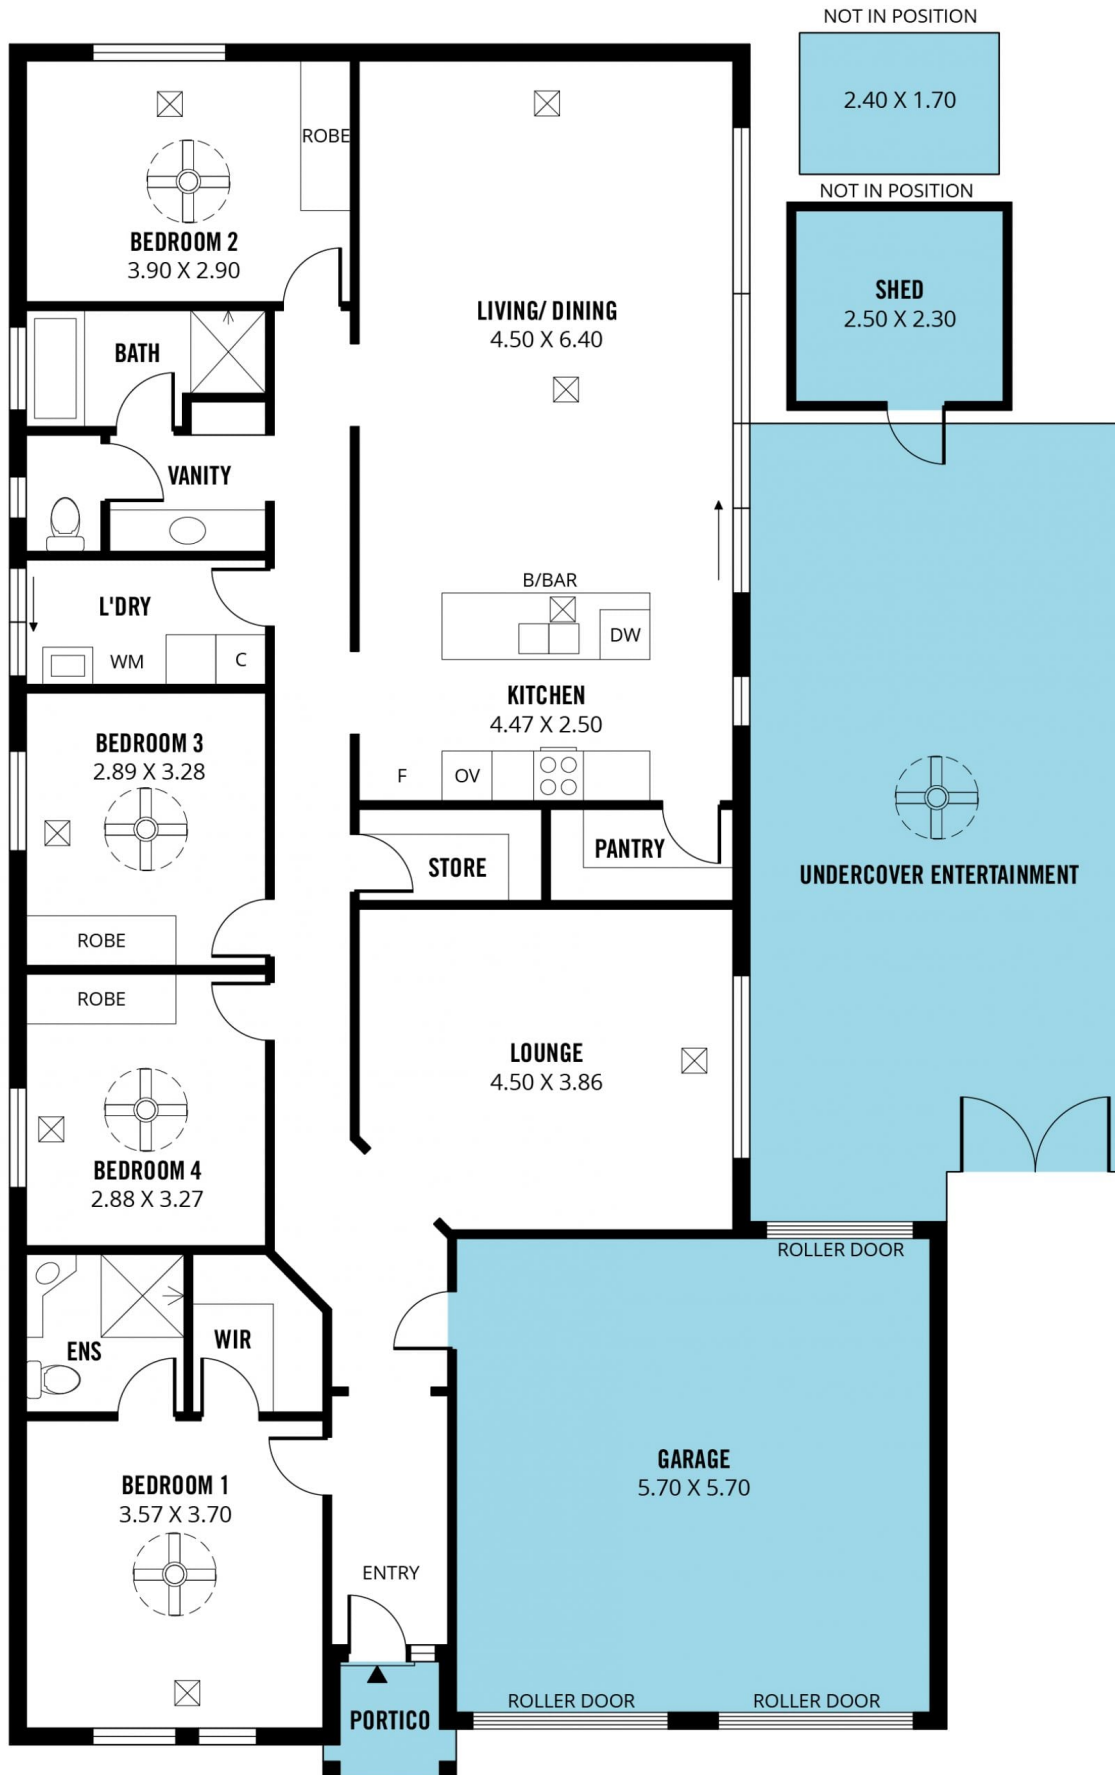 NOT IN POSITION
2.40 X 1.70
NOT IN POSITION
SHED
2.50 X 2.30
ROBE
BEDROOM 2
3.90 X 2.90
LIVING/ DINING
4.50 X 6.40
BATH
VANITY
B/BAR
DW
L'DRY
WM
C
KITCHEN
4.47 X 2.50
F
OV
BEDROOM 3
2.89 X 3.28
ROBE
STORE
PANTRY
UNDERCOVER ENTERTAINMENT
ROBE
BEDROOM 4
2.88 X 3.27
LOUNGE
4.50 X 3.86
ROLLER DOOR
ENS
WIR
GARAGE
5.70 X 5.70
BEDROOM 1
3.57 X 3.70
ENTRY
ROLLER DOOR
ROLLER DOOR
PORTICO